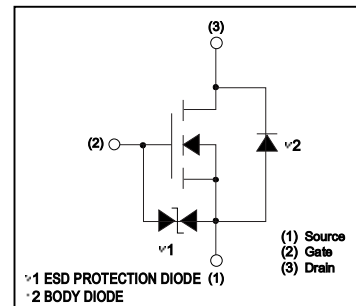 (3)
(2)
*2
*1
(1) Source
(2) Gate
(3) Drain
*1 ESD PROTECTION DIODE (1)
*2 BODY DIODE